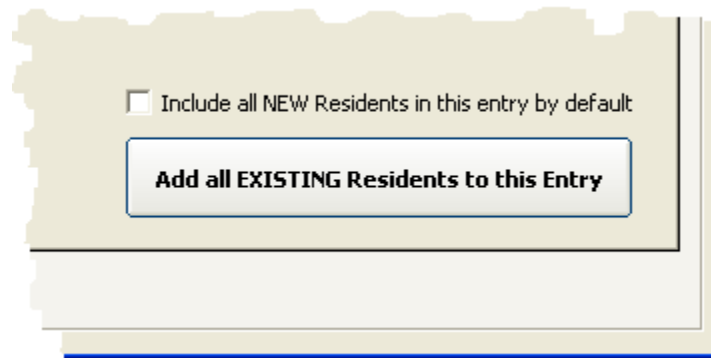 Include all NEW Residents in this entry by default
Add all EXISTING Residents to this Entry